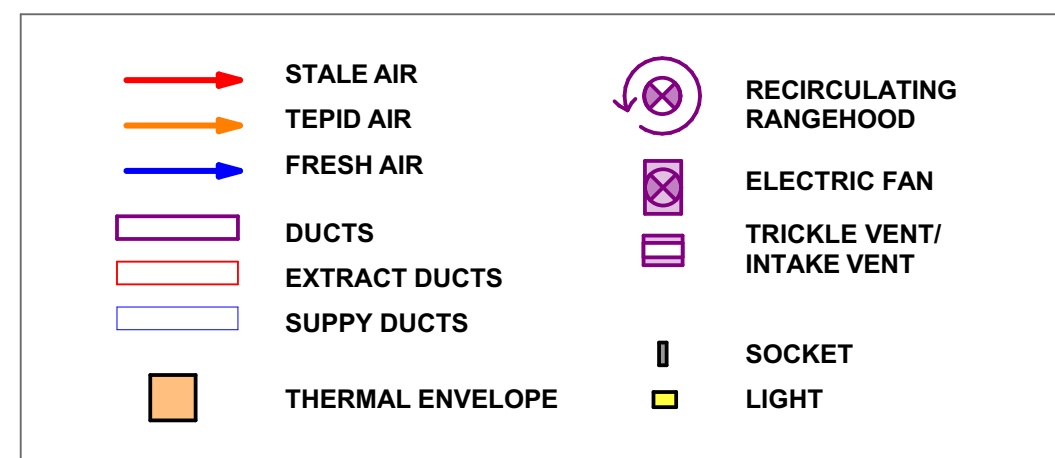 STALE AIR
TEPID AIR
FRESH AIR
DUCTS
EXTRACT DUCTS
SUPPY DUCTS
THERMAL ENVELOPE
RECIRCULATING
RANGEHOOD
ELECTRIC FAN
TRICKLE VENT/
INTAKE VENT
SOCKET
LIGHT